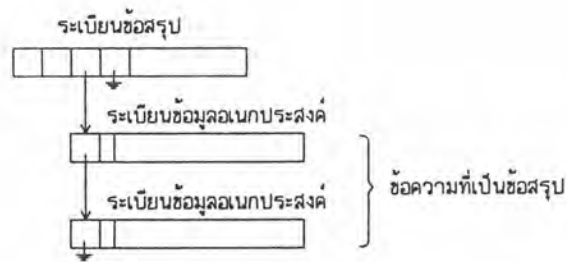 ระเบียนข้อสรุป
ระเบียนข้อมูลอเนกประสงค์
ระเบียนข้อมูลอเนกประสงค์
ข้อความที่เป็นข้อสรุป